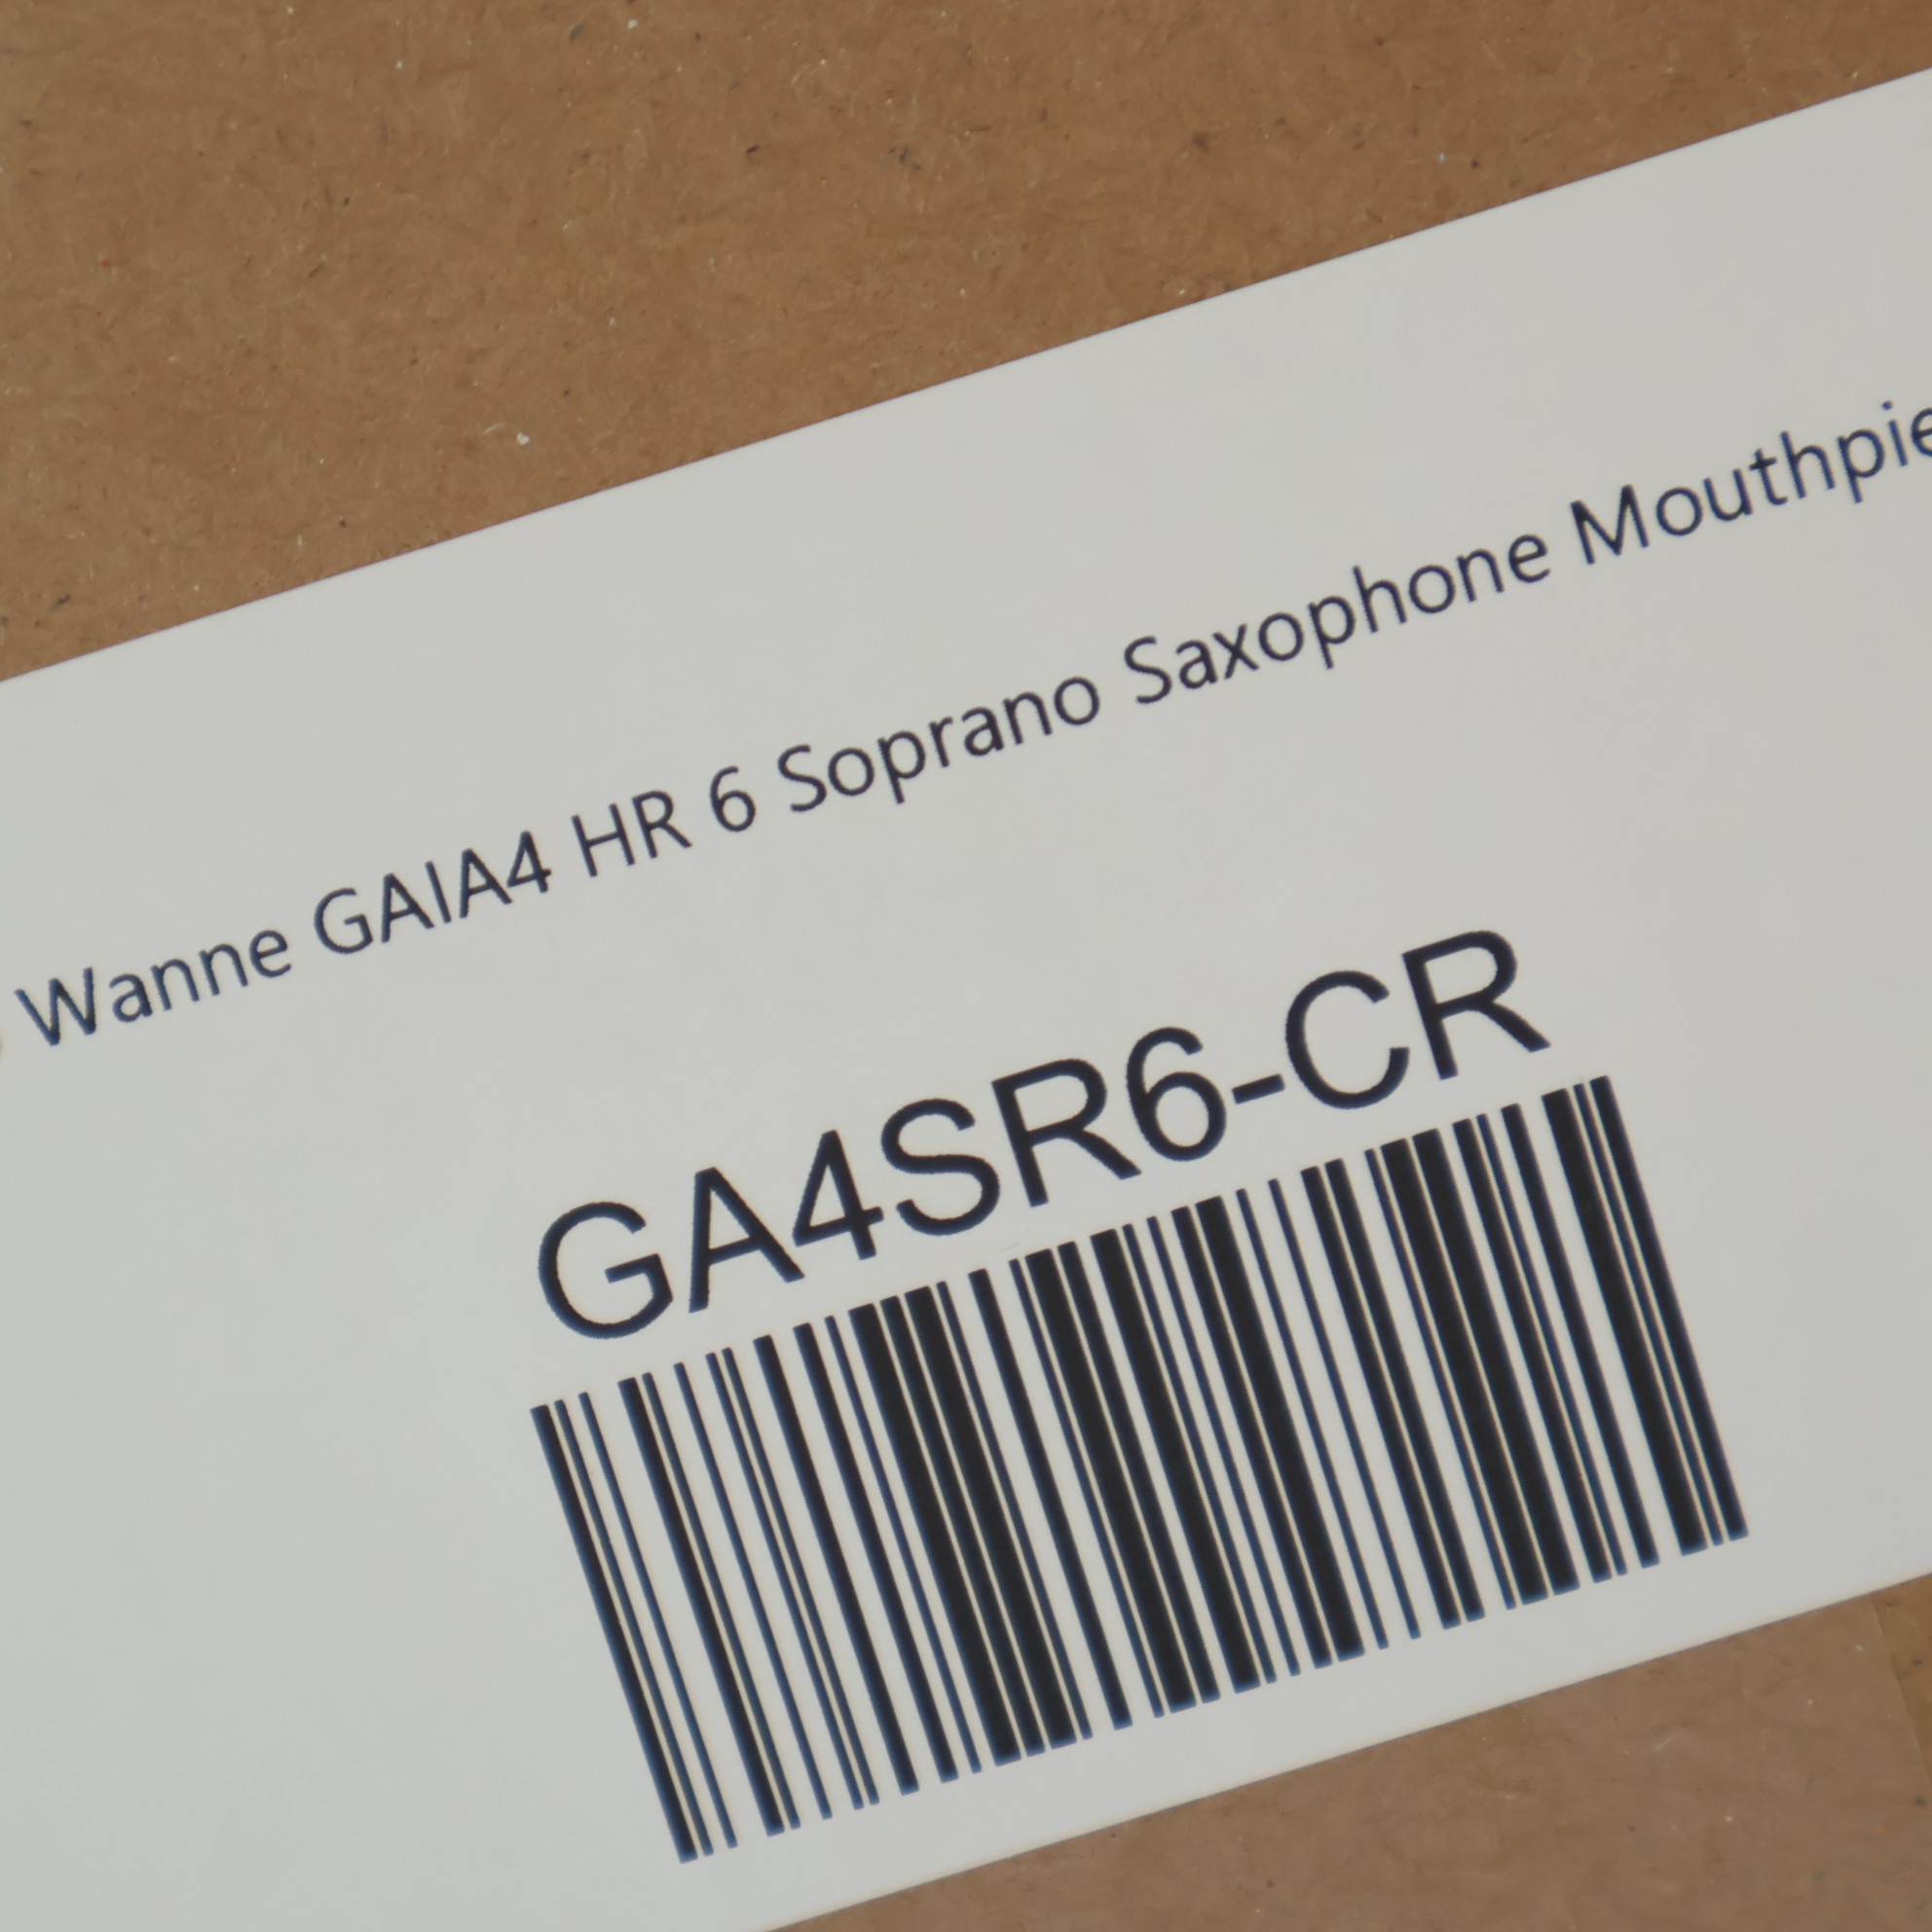 Wanne GAIA4 HR 6 Soprano Saxophone Mouthpie
GA4SR6-CR